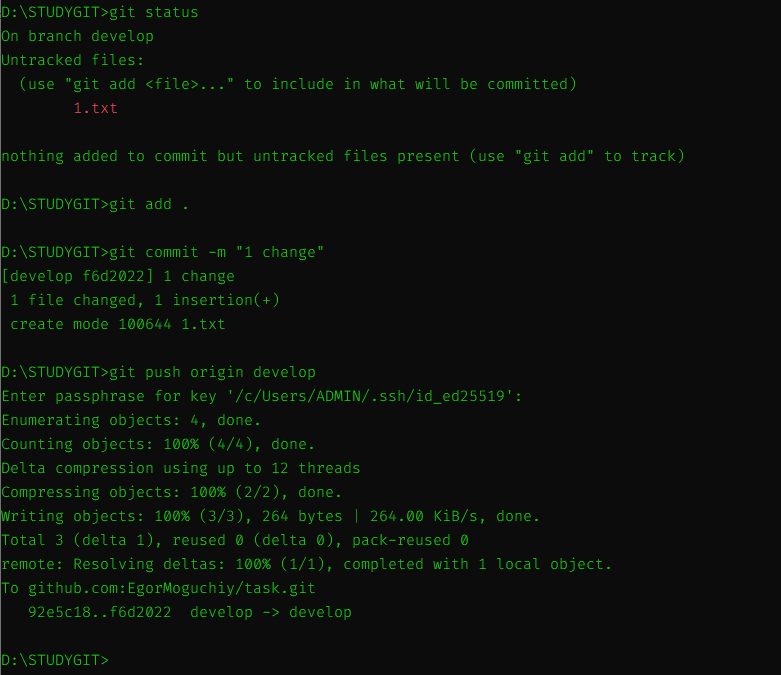 D:\STUDYGIT>git status
On branch develop
Untracked files:
  (use "git add <file>..." to include in what will be committed)
        1.txt

nothing added to commit but untracked files present (use "git add" to track)

D:\STUDYGIT>git add .

D:\STUDYGIT>git commit -m "1 change"
[develop f6d2022] 1 change
 1 file changed, 1 insertion(+)
 create mode 100644 1.txt

D:\STUDYGIT>git push origin develop
Enter passphrase for key '/c/Users/ADMIN/.ssh/id_ed25519':
Enumerating objects: 4, done.
Counting objects: 100% (4/4), done.
Delta compression using up to 12 threads
Compressing objects: 100% (2/2), done.
Writing objects: 100% (3/3), 264 bytes | 264.00 KiB/s, done.
Total 3 (delta 1), reused 0 (delta 0), pack-reused 0
remote: Resolving deltas: 100% (1/1), completed with 1 local object.
To github.com:EgorMoguchiy/task.git
   92e5c18..f6d2022  develop -> develop

D:\STUDYGIT>